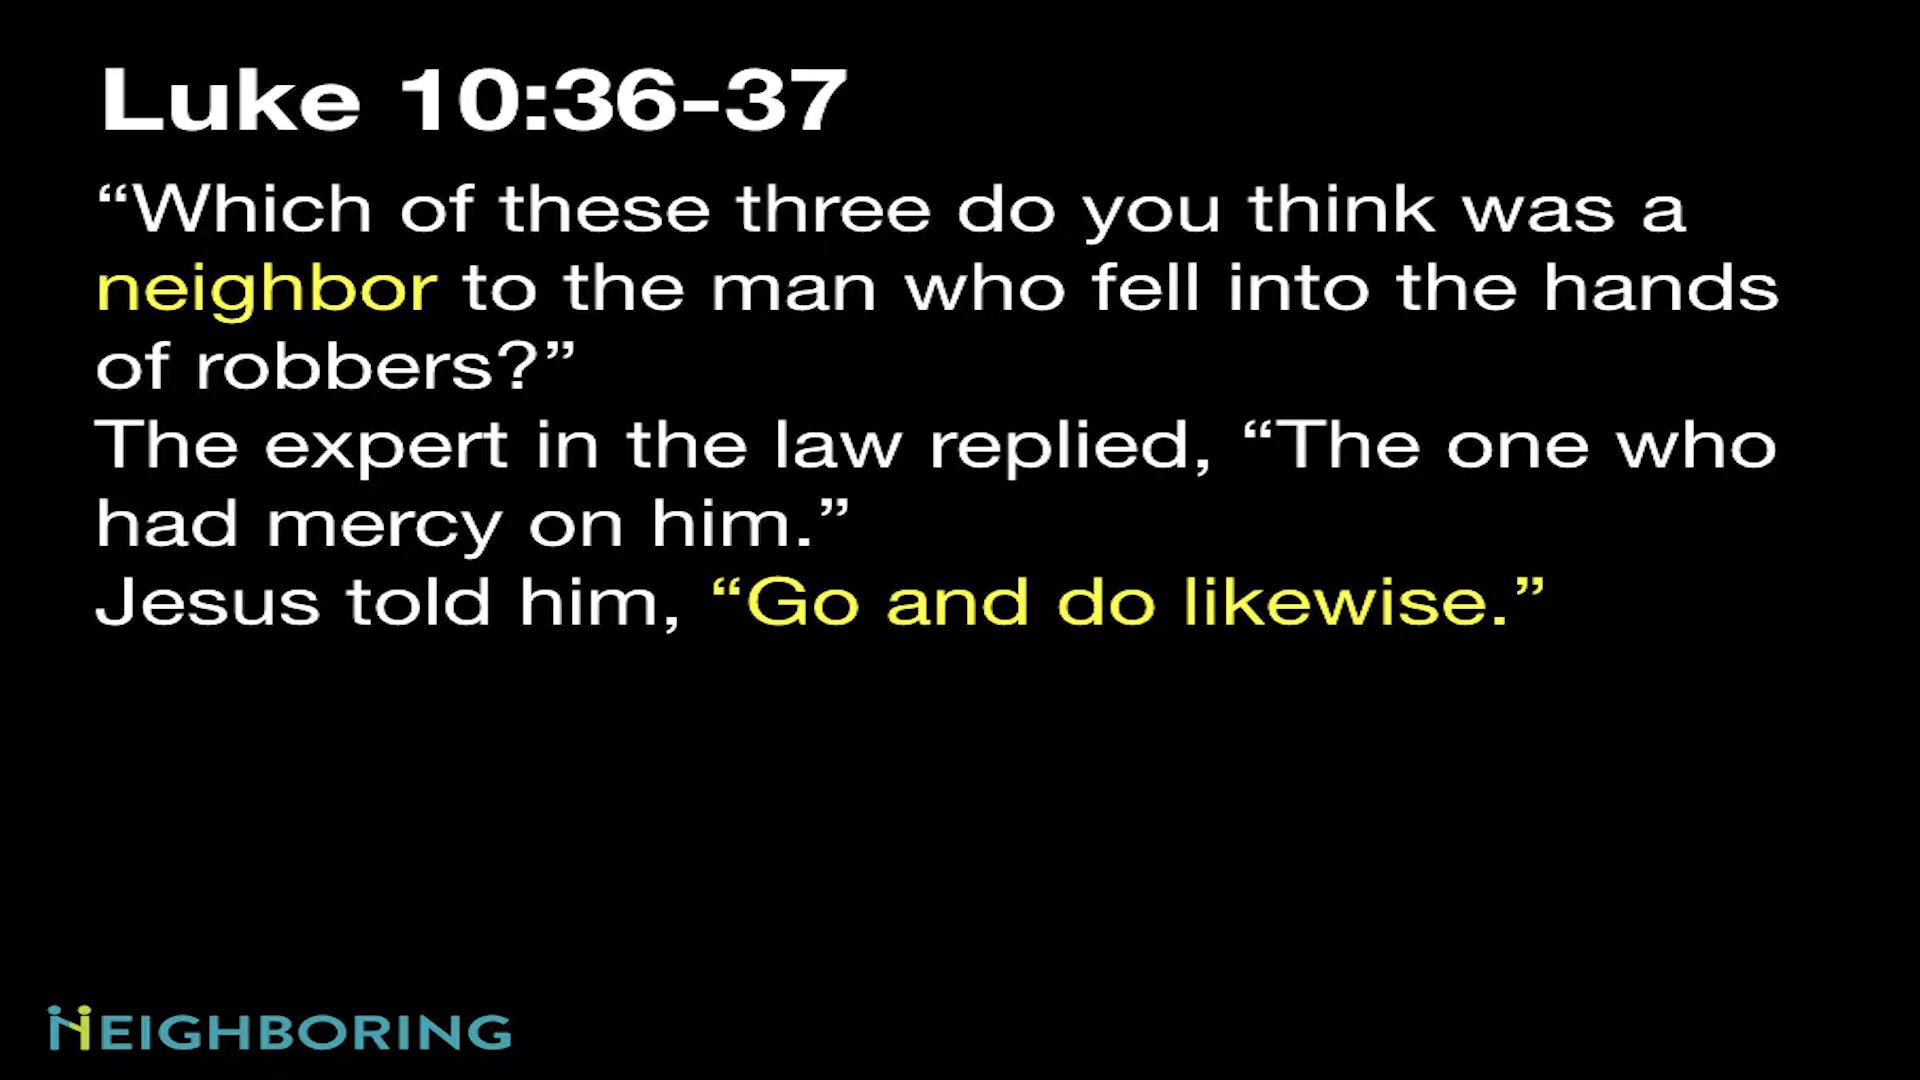 Luke 10:36-37
“Which of these three do you think was a
neighbor to the man who fell into the hands
of robbers?”
The expert in the law replied, “The one who
had mercy on him.”
Jesus told him, “Go and do likewise.”
NEIGHBORING